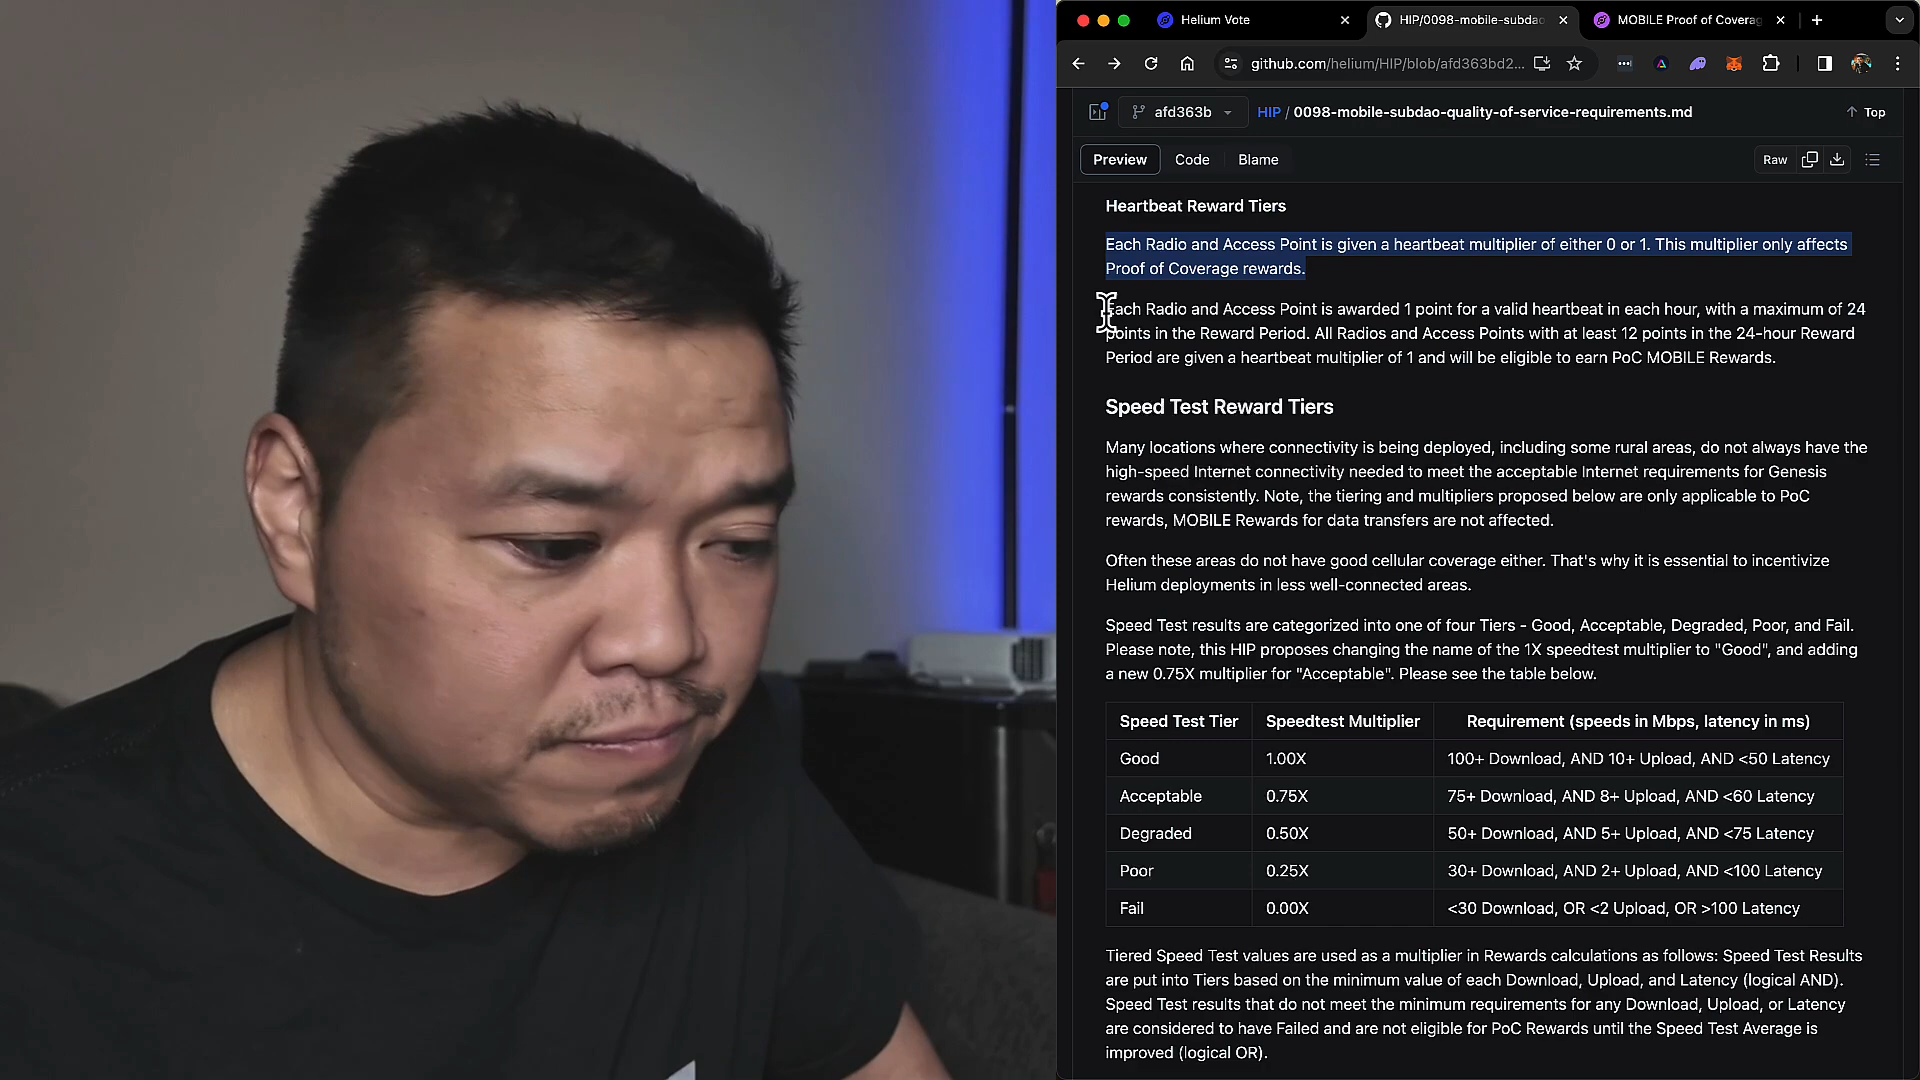 Helium Vote
HIP/0098-mobile-subdao
MOBILE Proof of Coverag
github.com/helium/HIP/blob/afd363bd2...
afd363b
HIP / 0098-mobile-subdao-quality-of-service-requirements.md
Top
Preview
Code
Blame
Raw
Heartbeat Reward Tiers
Each Radio and Access Point is given a heartbeat multiplier of either 0 or 1. This multiplier only affects
Proof of Coverage rewards.
Each Radio and Access Point is awarded 1 point for a valid heartbeat in each hour, with a maximum of 24
points in the Reward Period. All Radios and Access Points with at least 12 points in the 24-hour Reward
Period are given a heartbeat multiplier of 1 and will be eligible to earn PoC MOBILE Rewards.
Speed Test Reward Tiers
Many locations where connectivity is being deployed, including some rural areas, do not always have the
high-speed Internet connectivity needed to meet the acceptable Internet requirements for Genesis
rewards consistently. Note, the tiering and multipliers proposed below are only applicable to PoC
rewards, MOBILE Rewards for data transfers are not affected.
Often these areas do not have good cellular coverage either. That's why it is essential to incentivize
Helium deployments in less well-connected areas.
Speed Test results are categorized into one of four Tiers - Good, Acceptable, Degraded, Poor, and Fail.
Please note, this HIP proposes changing the name of the 1X speedtest multiplier to "Good", and adding
a new 0.75X multiplier for "Acceptable". Please see the table below.
Speed Test Tier Speedtest Multiplier Requirement (speeds in Mbps, latency in ms)
Good 1.00X 100+ Download, AND 10+ Upload, AND <50 Latency
Acceptable 0.75X 75+ Download, AND 8+ Upload, AND <60 Latency
Degraded 0.50X 50+ Download, AND 5+ Upload, AND <75 Latency
Poor 0.25X 30+ Download, AND 2+ Upload, AND <100 Latency
Fail 0.00X <30 Download, OR <2 Upload, OR >100 Latency
Tiered Speed Test values are used as a multiplier in Rewards calculations as follows: Speed Test Results
are put into Tiers based on the minimum value of each Download, Upload, and Latency (logical AND).
Speed Test results that do not meet the minimum requirements for any Download, Upload, or Latency
are considered to have Failed and are not eligible for PoC Rewards until the Speed Test Average is
improved (logical OR).